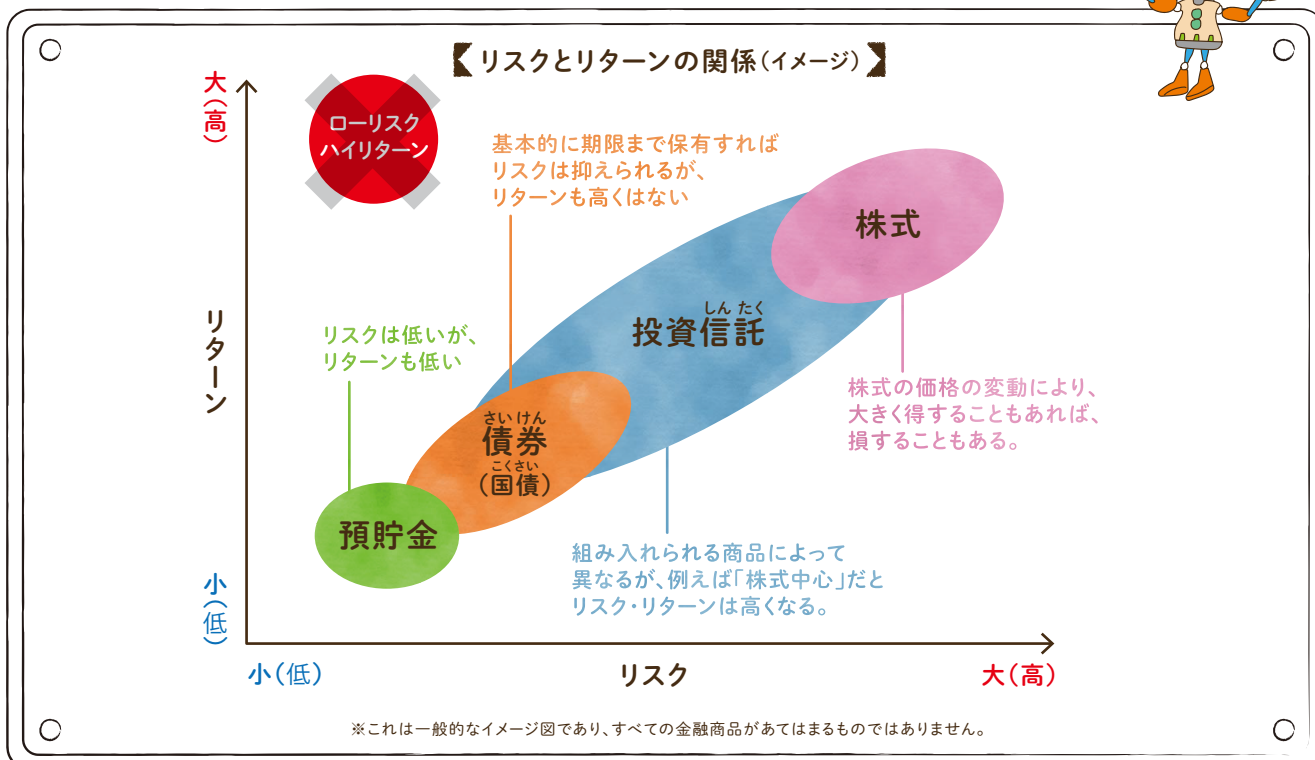 【リスクとリターンの関係（イメージ）】
大（高）
ローリスク
ハイリターン
基本的に期限まで保有すれば
リスクは抑えられるが、
リターンも高くはない
株式
しんたく
投資信託
リターン
リスクは低いが、
リターンも低い
株式の価格の変動により、
大きく得することもあれば、
損することもある。
さいけん
債券
こくさい
（国債）
預貯金
組み入れられる商品によって
異なるが、例えば「株式中心」だと
リスク・リターンは高くなる。
小（低）
小（低）
リスク
大（高）
※これは一般的なイメージ図であり、すべての金融商品があてはまるものではありません。